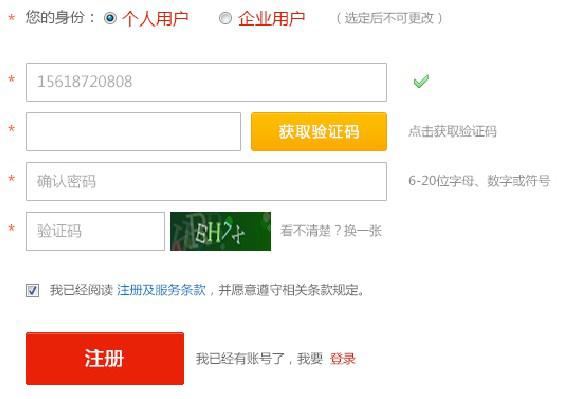 * 您的身份： 个人用户 企业用户 （选定后不可更改）
* 15618720808
* 获取验证码 点击获取验证码
* 确认密码 6-20位字母、数字或符号
* 验证码 看不清楚？换一张
我已经阅读 注册及服务条款，并愿意遵守相关条款规定。
注册 我已经有账号了，我要 登录